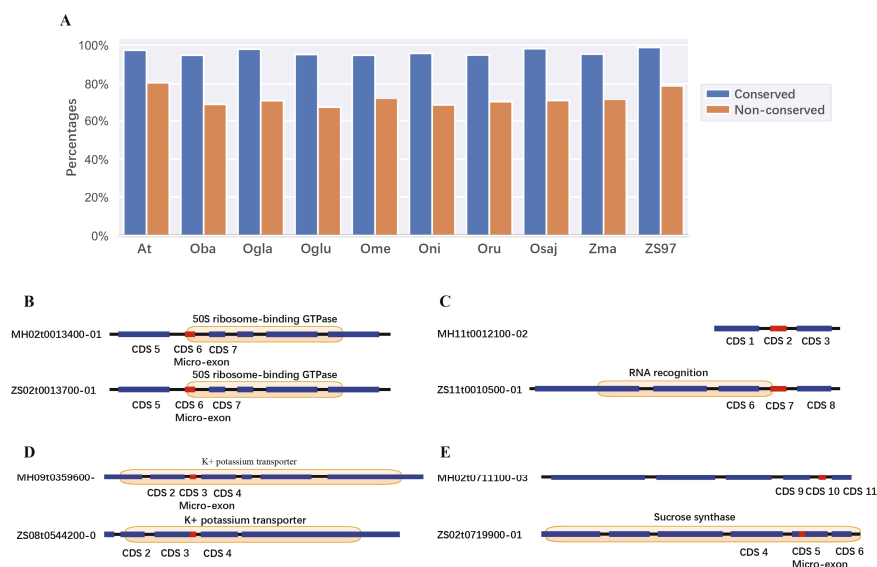 A
100%
80%
60%
40%
20%
0%
Percentages
At Oba Ogla Oglu Ome Oni Oru Osaj Zma ZS97
Conserved
Non-conserved
B
50S ribosome-binding GTPase
MH02t0013400-01
CDS 5 CDS 6 CDS 7
Micro-exon
50S ribosome-binding GTPase
ZS02t0013700-01
CDS 5 CDS 6 CDS 7
Micro-exon
C
MH11t0012100-02
CDS 1 CDS 2 CDS 3
RNA recognition
ZS11t0010500-01
CDS 6 CDS 7 CDS 8
D
K+ potassium transporter
MH09t0359600-
CDS 2 CDS 3 CDS 4
Micro-exon
K+ potassium transporter
ZS08t0544200-0
CDS 2 CDS 3 CDS 4
E
MH02t0711100-03
CDS 9 CDS 10 CDS 11
Sucrose synthase
ZS02t0719900-01
CDS 4 CDS 5 CDS 6
Micro-exon